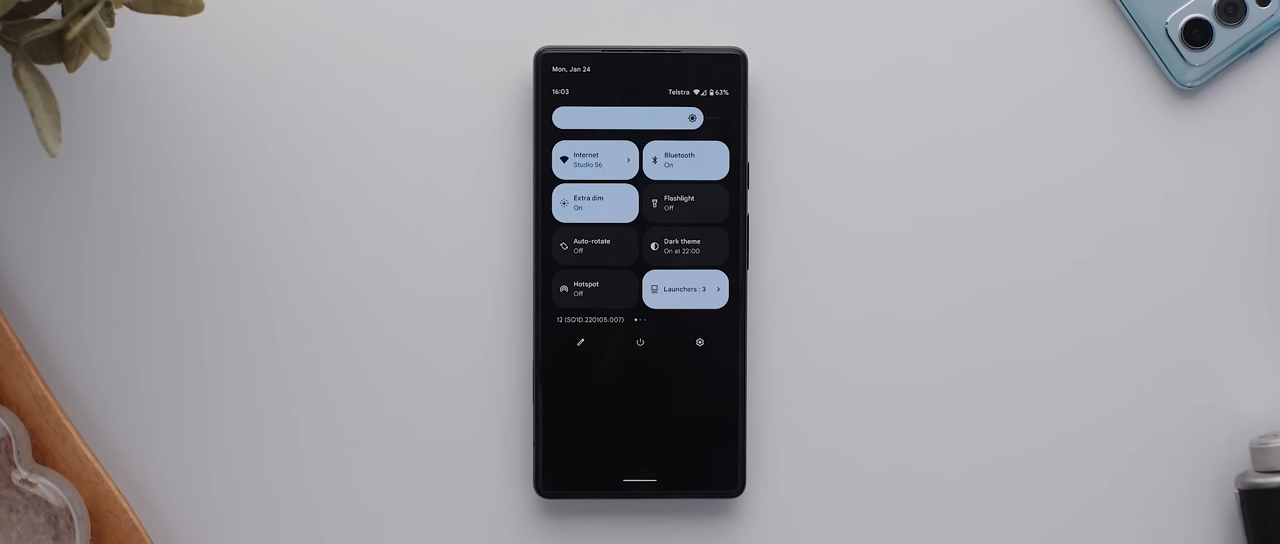 Mon, Jan 24
16:03 Telstra 63%
Internet
Studio 56
Bluetooth
On
Extra dim
On
Flashlight
Off
Auto-rotate
Off
Dark theme
On at 22:00
Hotspot
Off
Launchers : 3
12 (SQ1D.220105.007)